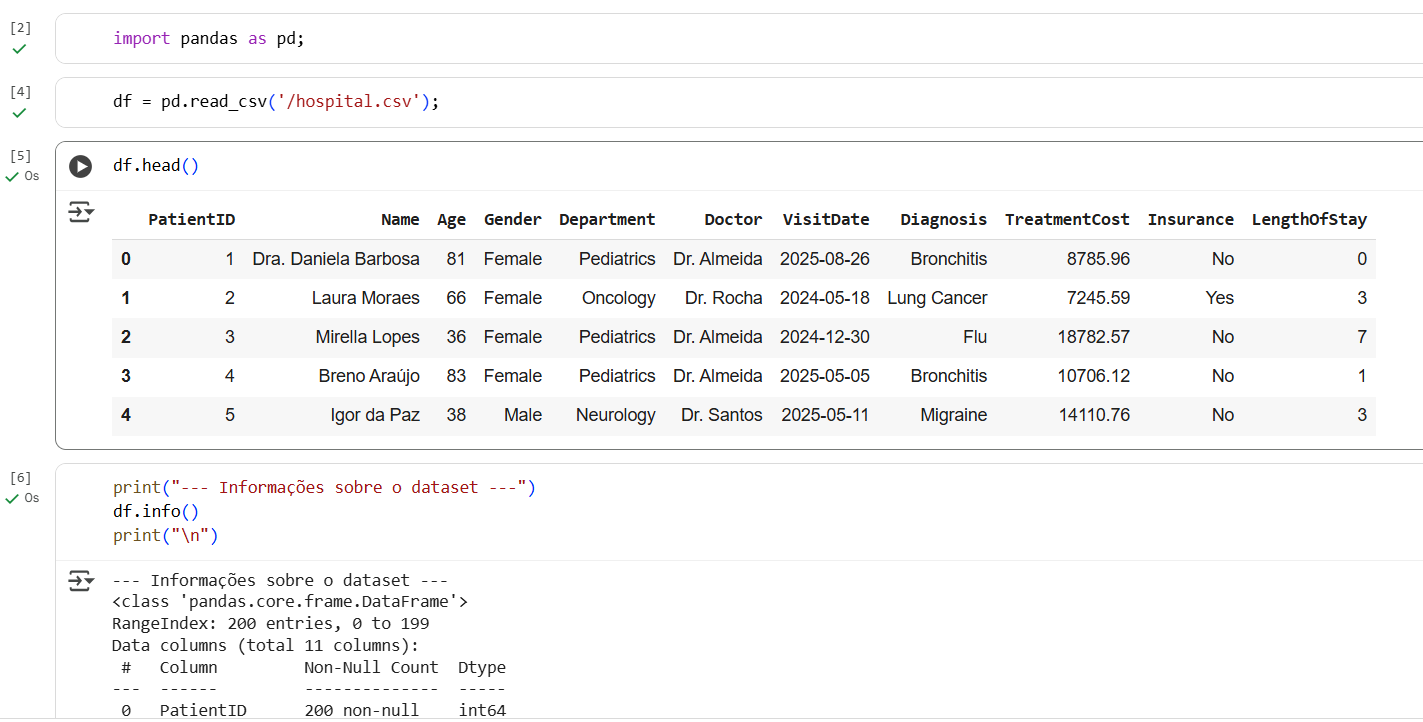 [2]
import pandas as pd;
[4]
df = pd.read_csv('/hospital.csv');
[5]
0s
df.head()
PatientID Name Age Gender Department Doctor VisitDate Diagnosis TreatmentCost Insurance LengthOfStay
0 1 Dra. Daniela Barbosa 81 Female Pediatrics Dr. Almeida 2025-08-26 Bronchitis 8785.96 No 0
1 2 Laura Moraes 66 Female Oncology Dr. Rocha 2024-05-18 Lung Cancer 7245.59 Yes 3
2 3 Mirella Lopes 36 Female Pediatrics Dr. Almeida 2024-12-30 Flu 18782.57 No 7
3 4 Breno Araújo 83 Female Pediatrics Dr. Almeida 2025-05-05 Bronchitis 10706.12 No 1
4 5 Igor da Paz 38 Male Neurology Dr. Santos 2025-05-11 Migraine 14110.76 No 3
[6]
0s
print("--- Informações sobre o dataset ---")
df.info()
print("\n")
--- Informações sobre o dataset ---
<class 'pandas.core.frame.DataFrame'>
RangeIndex: 200 entries, 0 to 199
Data columns (total 11 columns):
# Column Non-Null Count Dtype
--- ------ -------------- -----
0 PatientID 200 non-null int64